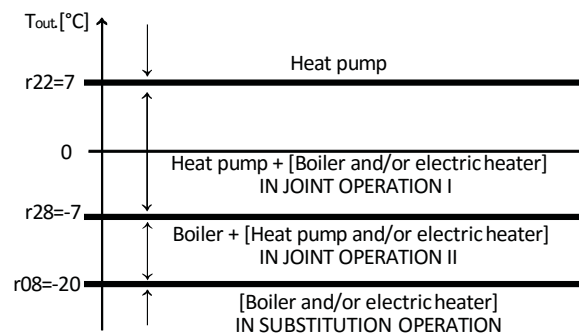 Tout.[°C]
Heat pump
r22=7
0
Heat pump + [Boiler and/or electric heater]
IN JOINT OPERATION I
r28=-7
Boiler + [Heat pump and/or electric heater]
IN JOINT OPERATION II
r08=-20
[Boiler and/or electric heater]
IN SUBSTITUTION OPERATION